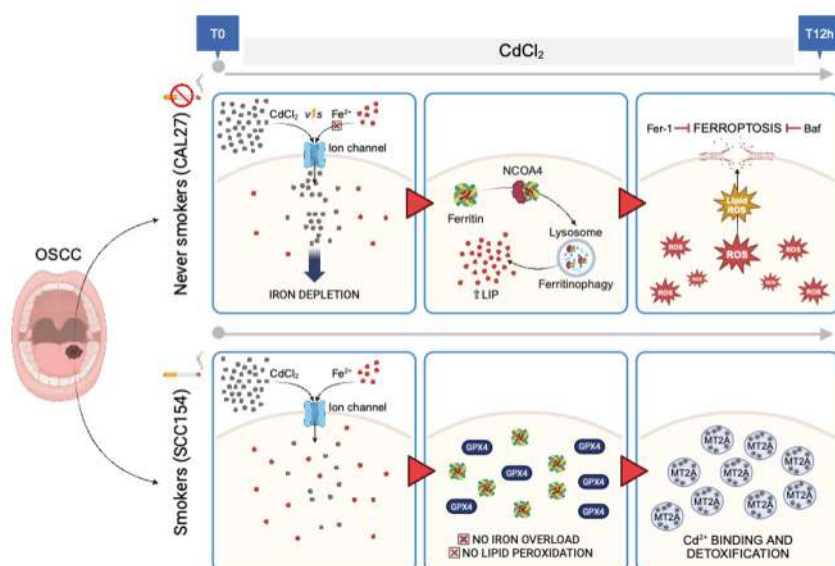 T0
T12h
CdCl₂
Never smokers (CAL27)
CdCl₂ vs Fe²⁺
Ion channel
IRON DEPLETION
NCOA4
Ferritin
Lysosome
⇑LIP
Ferritinophagy
Fer-1
FERROPTOSIS
Baf
Lipid
ROS
ROS
ROS
ROS
ROS
ROS
ROS
ROS
OSCC
Smokers (SCC154)
CdCl₂
Fe²⁺
Ion channel
GPX4
GPX4
GPX4
GPX4
GPX4
GPX4
NO IRON OVERLOAD
NO LIPID PEROXIDATION
MT2A
MT2A
MT2A
MT2A
MT2A
MT2A
MT2A
MT2A
MT2A
Cd²⁺ BINDING AND
DETOXIFICATION